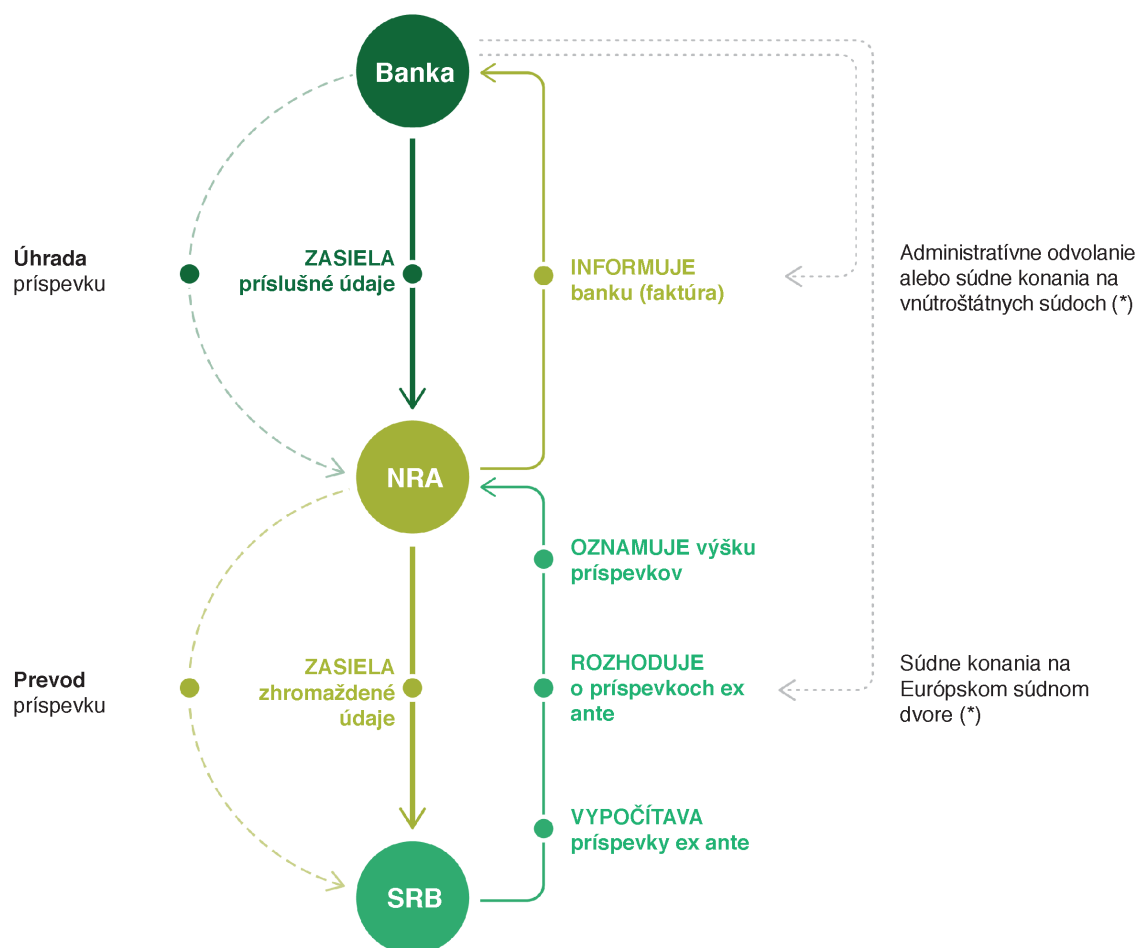 Banka
Úhrada
príspevku
ZASIELA
príslušné údaje
INFORMUJE
banku (faktúra)
Administratívne odvolanie
alebo súdne konania na
vnútroštátnych súdoch (*)
NRA
OZNAMUJE výšku
príspevkov
Prevod
príspevku
ZASIELA
zhromaždené
údaje
ROZHODUJE
o príspevkoch ex
ante
Súdne konania na
Európskom súdnom
dvore (*)
VYPOČÍTAVA
príspevky ex ante
SRB